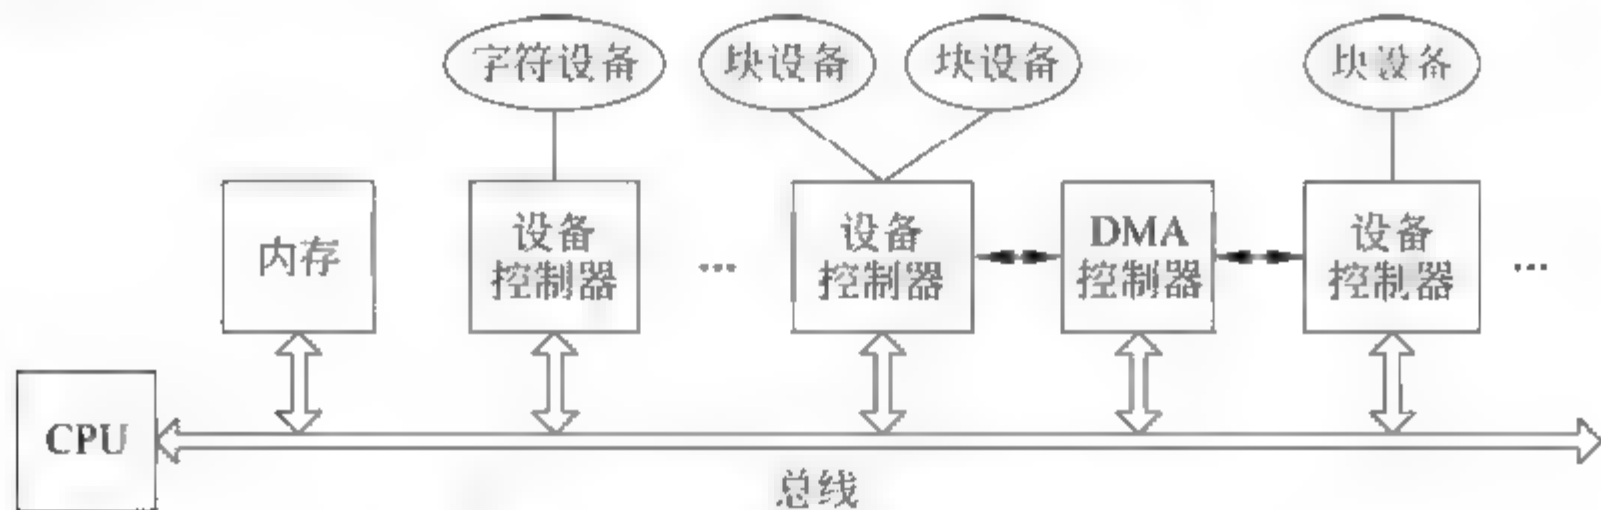 字符设备
块设备
块设备
块设备
内存
设备
控制器
...
设备
控制器
DMA
控制器
设备
控制器
...
CPU
总线